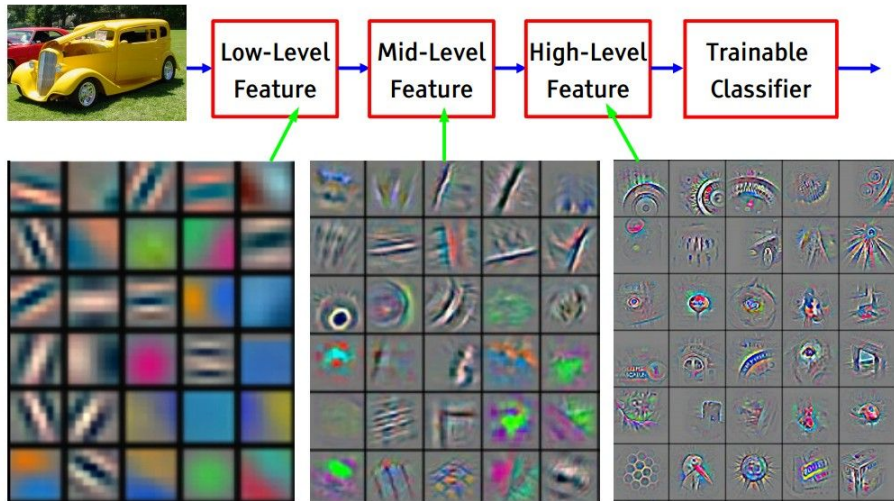 Low-Level
Feature
Mid-Level
Feature
High-Level
Feature
Trainable
Classifier